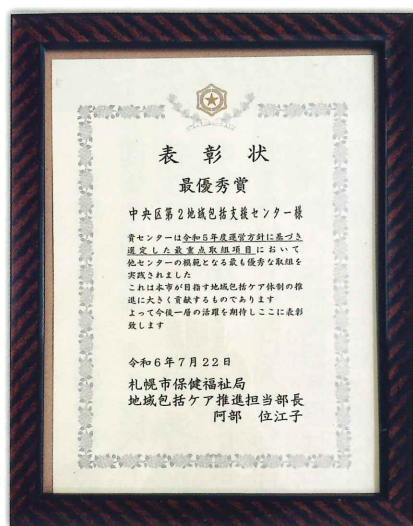 表彰状
最優秀賞
中央区第2地域包括支援センター様
貴センターは令和5年度運営方針に基づき
選定した最重点取組項目において
他センターの模範となる最も優秀な取組を
実践されました
これは本市が目指す地域包括ケア体制の推
進に大きく貢献するものであります
よって今後一層の活躍を期待しここに表彰
致します
令和6年7月22日
札幌市保健福祉局
地域包括ケア推進担当部長
阿部 位江子